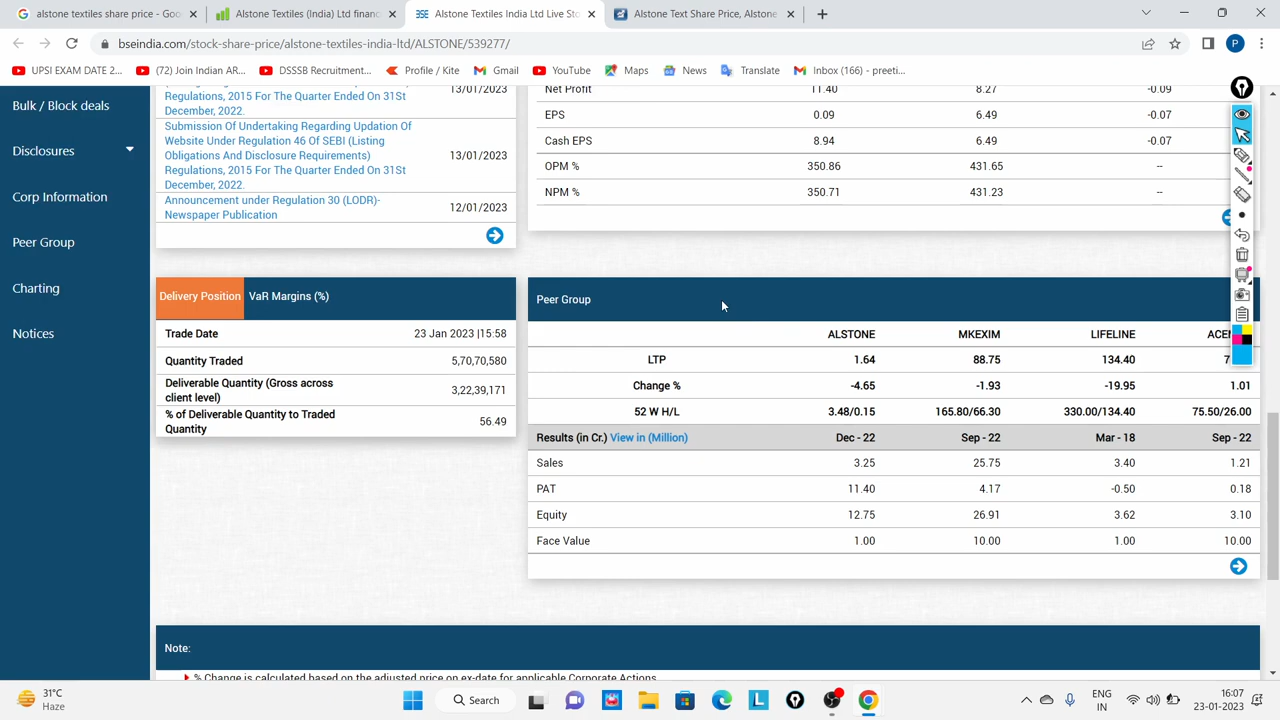 alstone textiles share price - Goo
Alstone Textiles (India) Ltd financ
Alstone Textiles India Ltd Live Sto
Alstone Text Share Price, Alstone
bseindia.com/stock-share-price/alstone-textiles-india-ltd/ALSTONE/539277/
UPSI EXAM DATE 2...
(72) Join Indian AR...
DSSSB Recruitment...
Profile / Kite
Gmail
YouTube
Maps
News
Translate
Inbox (166) - preeti...
Bulk / Block deals
Disclosures
Corp Information
Peer Group
Charting
Notices
Regulations, 2015 For The Quarter Ended On 31St
December, 2022.
13/01/2023
Submission Of Undertaking Regarding Updation Of
Website Under Regulation 46 Of SEBI (Listing
Obligations And Disclosure Requirements)
Regulations, 2015 For The Quarter Ended On 31St
December, 2022.
13/01/2023
Announcement under Regulation 30 (LODR)-
Newspaper Publication
12/01/2023
Net Profit 11.40 8.27 -0.09
EPS 0.09 6.49 -0.07
Cash EPS 8.94 6.49 -0.07
OPM % 350.86 431.65 --
NPM % 350.71 431.23 --
Delivery Position VaR Margins (%)
Trade Date 23 Jan 2023 |15:58
Quantity Traded 5,70,70,580
Deliverable Quantity (Gross across
client level) 3,22,39,171
% of Deliverable Quantity to Traded
Quantity 56.49
Peer Group
ALSTONE MKEXIM LIFELINE ACE
LTP 1.64 88.75 134.40 7
Change % -4.65 -1.93 -19.95 1.01
52 W H/L 3.48/0.15 165.80/66.30 330.00/134.40 75.50/26.00
Results (in Cr.) View in (Million) Dec - 22 Sep - 22 Mar - 18 Sep - 22
Sales 3.25 25.75 3.40 1.21
PAT 11.40 4.17 -0.50 0.18
Equity 12.75 26.91 3.62 3.10
Face Value 1.00 10.00 1.00 10.00
Note:
% Change is calculated based on the adjusted price on ex-date for applicable Corporate Actions
31°C
Haze
Search
ENG
IN
16:07
23-01-2023